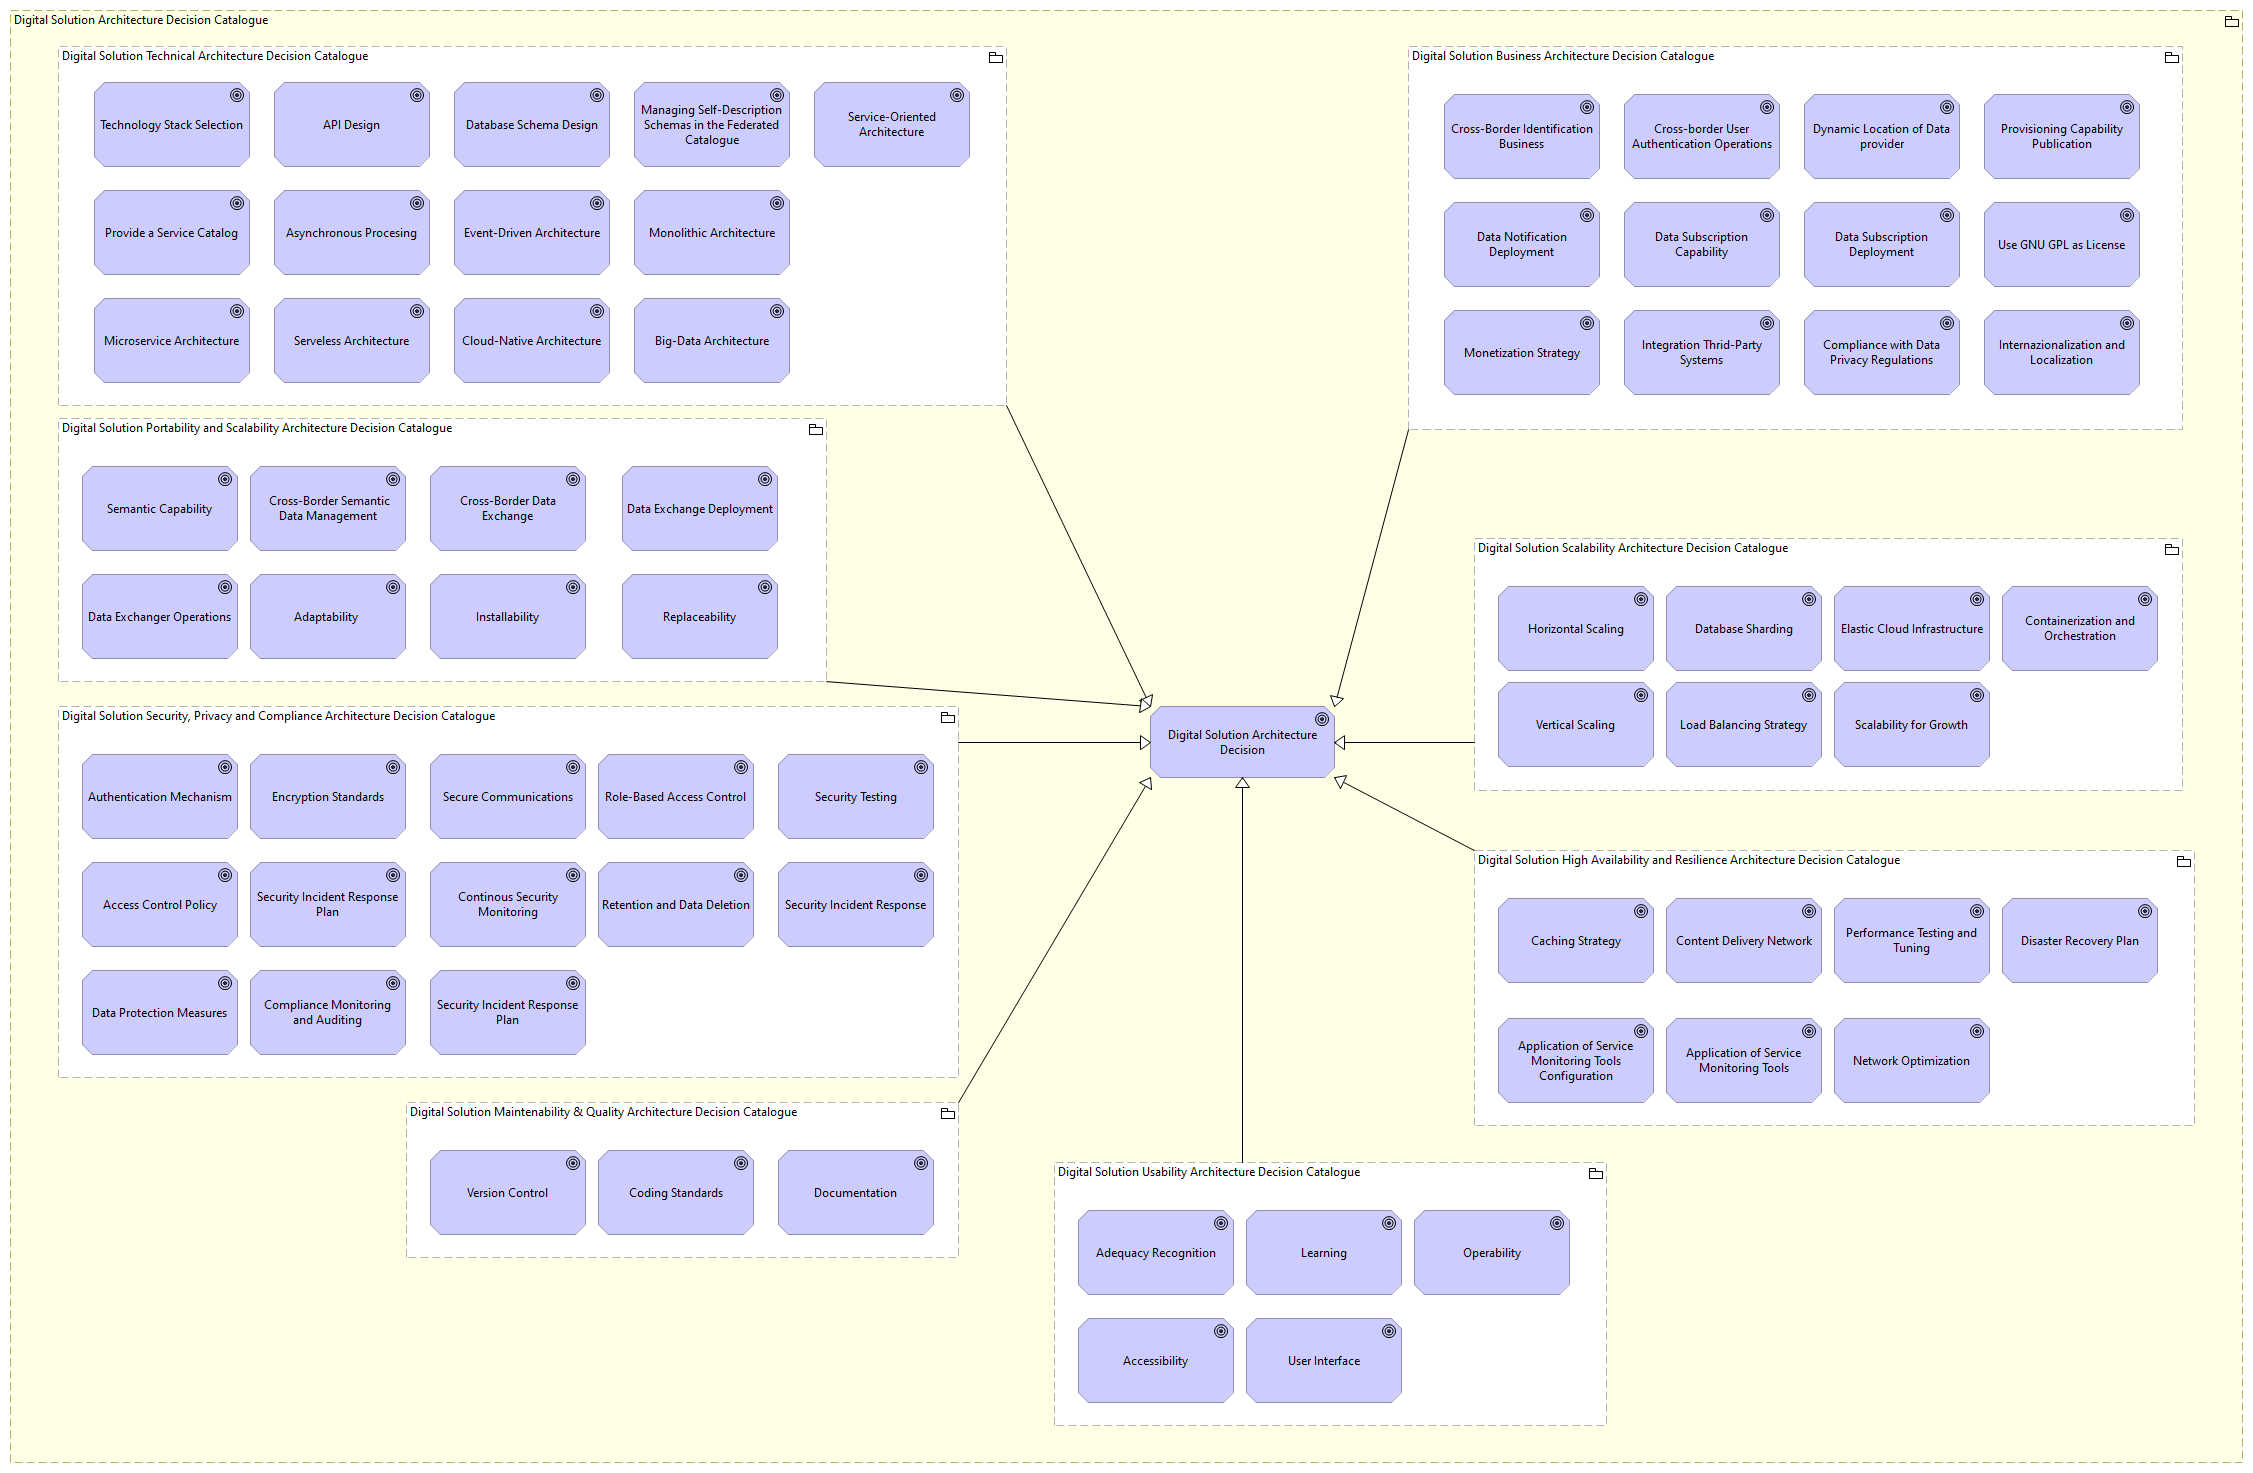 Digital Solution Architecture Decision Catalogue
Digital Solution Technical Architecture Decision Catalogue
Technology Stack Selection
API Design
Database Schema Design
Managing Self-Description
Schemas in the Federated
Catalogue
Service-Oriented
Architecture
Provide a Service Catalog
Asynchronous Procesing
Event-Driven Architecture
Monolithic Architecture
Microservice Architecture
Serveless Architecture
Cloud-Native Architecture
Big-Data Architecture
Digital Solution Business Architecture Decision Catalogue
Cross-Border Identification
Business
Cross-border User
Authentication Operations
Dynamic Location of Data
provider
Provisioning Capability
Publication
Data Notification
Deployment
Data Subscription
Capability
Data Subscription
Deployment
Use GNU GPL as License
Monetization Strategy
Integration Thrid-Party
Systems
Compliance with Data
Privacy Regulations
Internazionalization and
Localization
Digital Solution Portability and Scalability Architecture Decision Catalogue
Semantic Capability
Cross-Border Semantic
Data Management
Cross-Border Data
Exchange
Data Exchange Deployment
Data Exchanger Operations
Adaptability
Installability
Replaceability
Digital Solution Scalability Architecture Decision Catalogue
Horizontal Scaling
Database Sharding
Elastic Cloud Infrastructure
Containerization and
Orchestration
Vertical Scaling
Load Balancing Strategy
Scalability for Growth
Digital Solution Architecture
Decision
Digital Solution Security, Privacy and Compliance Architecture Decision Catalogue
Authentication Mechanism
Encryption Standards
Secure Communications
Role-Based Access Control
Security Testing
Access Control Policy
Security Incident Response
Plan
Continous Security
Monitoring
Retention and Data Deletion
Security Incident Response
Data Protection Measures
Compliance Monitoring
and Auditing
Security Incident Response
Plan
Digital Solution High Availability and Resilience Architecture Decision Catalogue
Caching Strategy
Content Delivery Network
Performance Testing and
Tuning
Disaster Recovery Plan
Application of Service
Monitoring Tools
Configuration
Application of Service
Monitoring Tools
Network Optimization
Digital Solution Maintenability & Quality Architecture Decision Catalogue
Version Control
Coding Standards
Documentation
Digital Solution Usability Architecture Decision Catalogue
Adequacy Recognition
Learning
Operability
Accessibility
User Interface